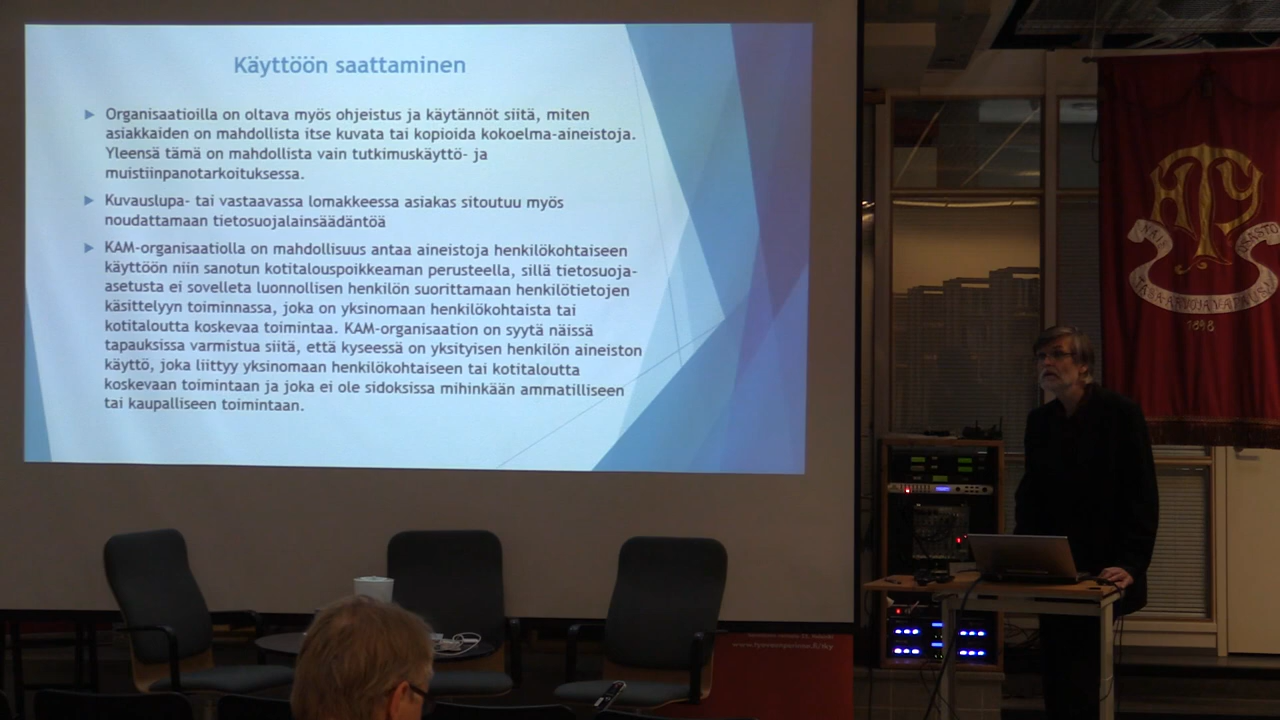 Käyttöön saattaminen
Organisaatioilla on oltava myös ohjeistus ja käytännöt siitä, miten
asiakkaiden on mahdollista itse kuvata tai kopioida kokoelma-aineistoja.
Yleensä tämä on mahdollista vain tutkimuskäyttö- ja
muistiinpanotarkoituksessa.
Kuvauslupa- tai vastaavassa lomakkeessa asiakas sitoutuu myös
noudattamaan tietosuojalainsäädäntöä
KAM-organisaatiolla on mahdollisuus antaa aineistoja henkilökohtaiseen
käyttöön niin sanotun kotitalouspoikkeaman perusteella, sillä tietosuoja-
asetusta ei sovelleta luonnollisen henkilön suorittamaan henkilötietojen
käsittelyyn toiminnassa, joka on yksinomaan henkilökohtaista tai
kotitaloutta koskevaa toimintaa. KAM-organisaation on syytä näissä
tapauksissa varmistua siitä, että kyseessä on yksityisen henkilön aineiston
käyttö, joka liittyy yksinomaan henkilökohtaiseen tai kotitaloutta
koskevaan toimintaan ja joka ei ole sidoksissa mihinkään ammatilliseen
tai kaupalliseen toimintaan.
HTY
1898